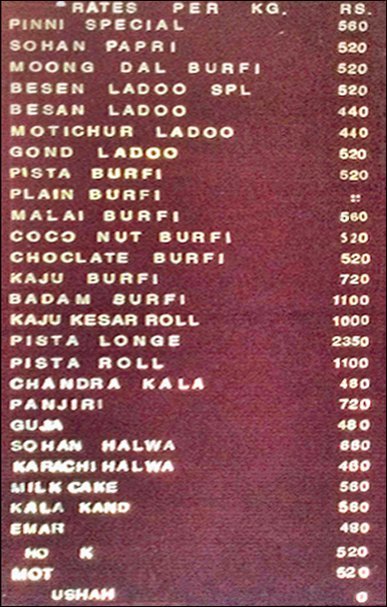 RATES PER KG. RS.
PINNI SPECIAL 560
SOHAN PAPRI 520
MOONG DAL BURFI 520
BESEN LADOO SPL 520
BESAN LADOO 440
MOTICHUR LADOO 440
GOND LADOO 520
PISTA BURFI 520
PLAIN BURFI
MALAI BURFI 560
COCO NUT BURFI 520
CHOCLATE BURFI 520
KAJU BURFI 720
BADAM BURFI 1100
KAJU KESAR ROLL 1000
PISTA LONGE 2350
PISTA ROLL 1100
CHANDRA KALA 460
PANJIRI 720
GUJIA 480
SOHAN HALWA 660
KARACHI HALWA 460
MILK CAKE 560
KALA KAND 560
EMAR 480
HO K 520
MOT 520
USHAH